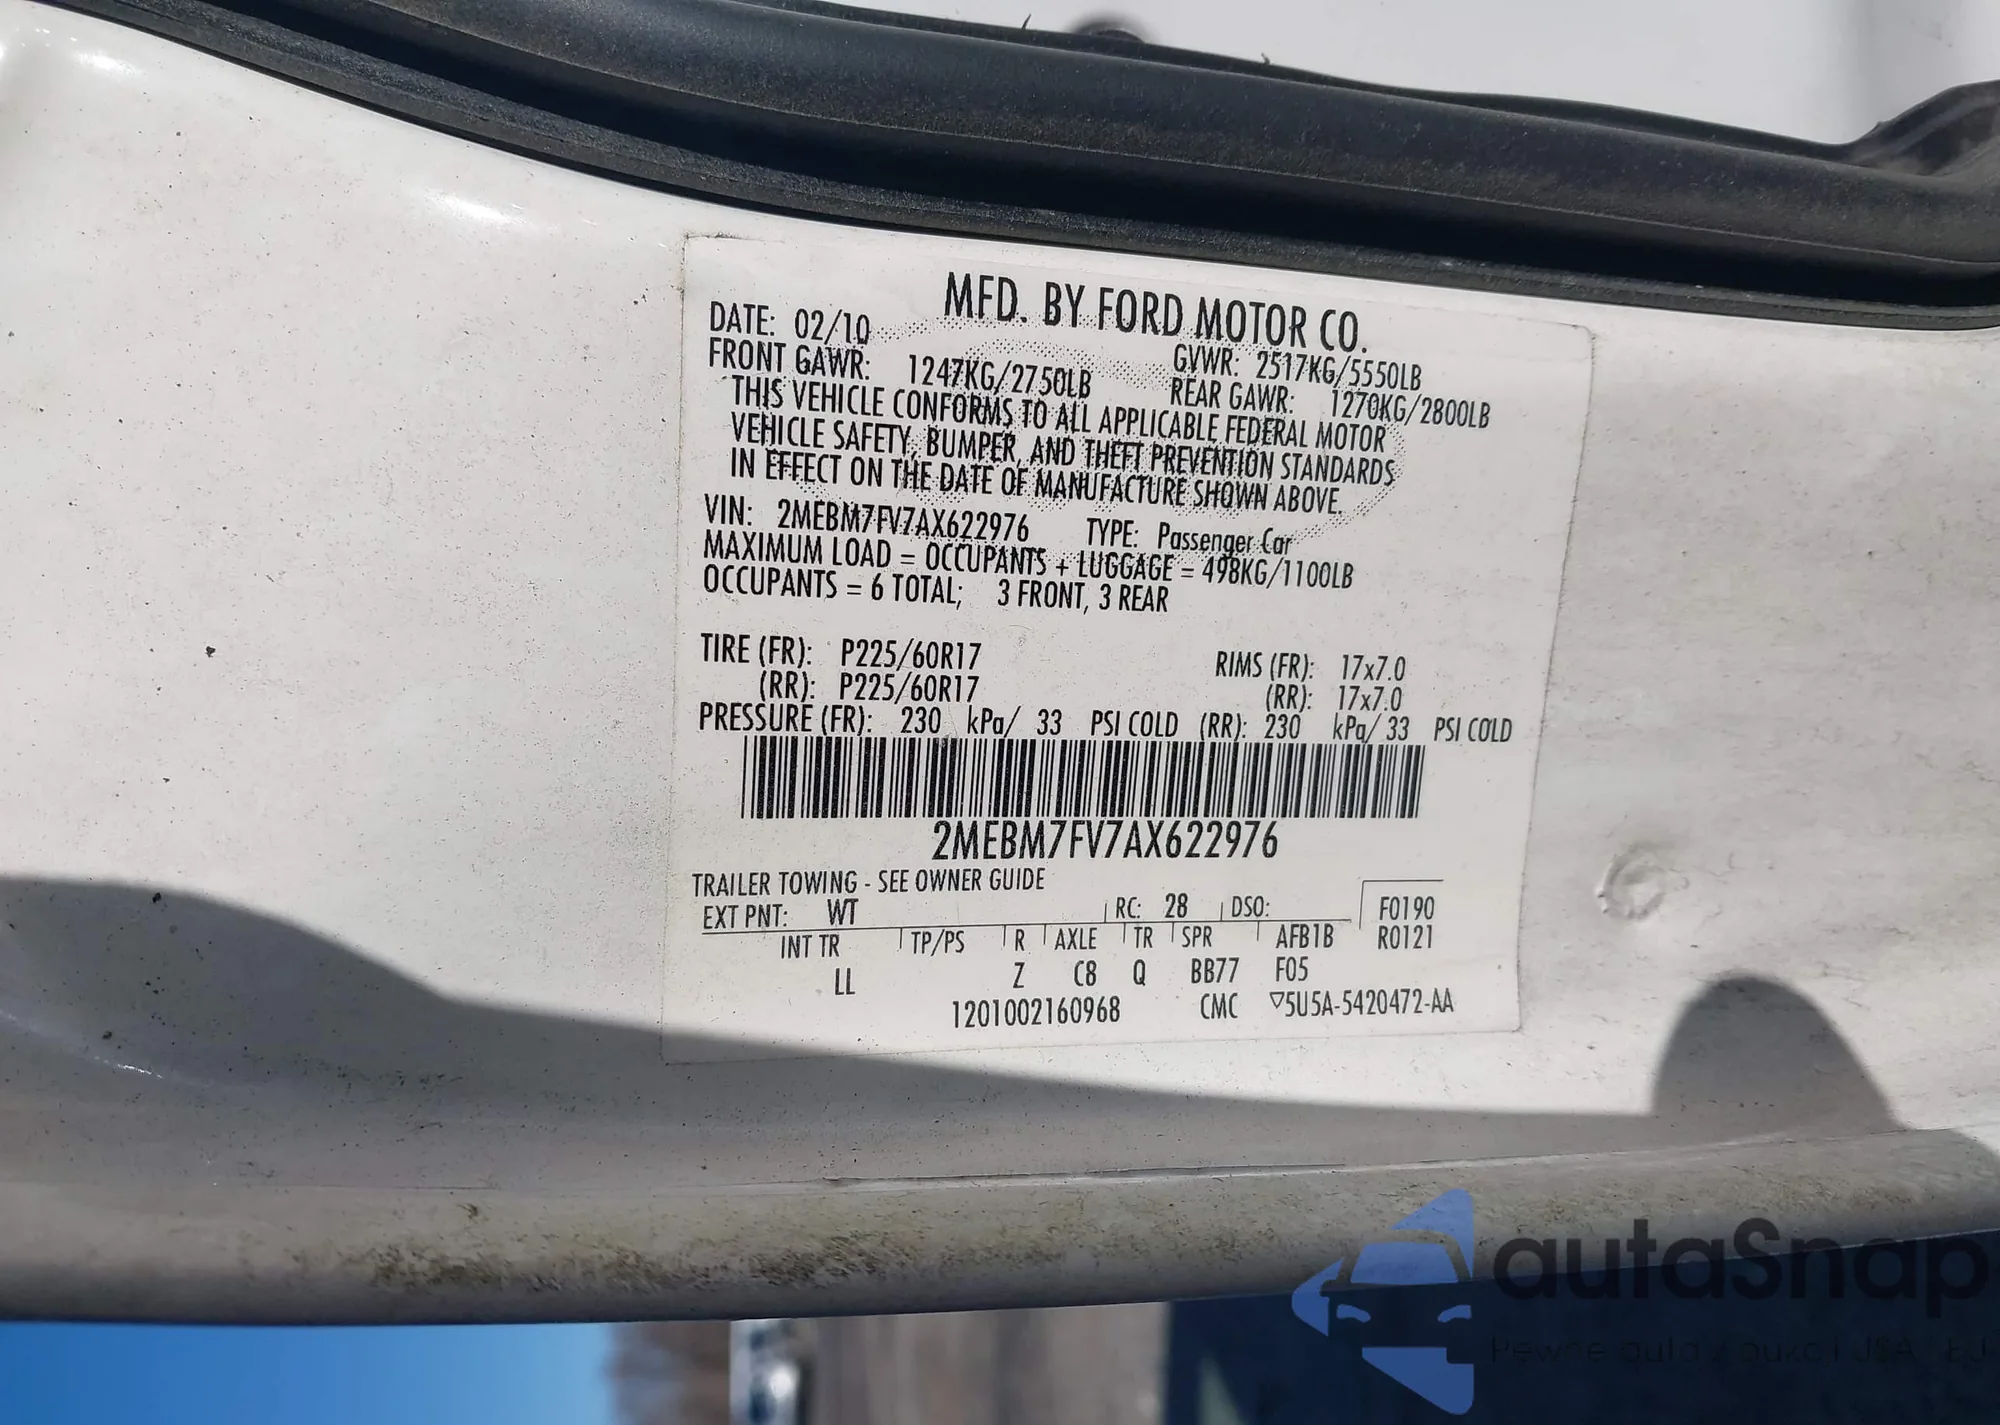 MFD. BY FORD MOTOR CO.
DATE: 02/10
GVWR: 2517KG/5550LB
FRONT GAWR: 1247KG/2750LB
REAR GAWR: 1270KG/2800LB
THIS VEHICLE CONFORMS TO ALL APPLICABLE FEDERAL MOTOR
VEHICLE SAFETY, BUMPER, AND THEFT PREVENTION STANDARDS
IN EFFECT ON THE DATE OF MANUFACTURE SHOWN ABOVE.
VIN: 2MEBM7FV7AX622976 TYPE: Passenger Car
MAXIMUM LOAD = OCCUPANTS + LUGGAGE = 498KG/1100LB
OCCUPANTS = 6 TOTAL; 3 FRONT, 3 REAR
TIRE (FR): P225/60R17 RIMS (FR): 17x7.0
(RR): P225/60R17 (RR): 17x7.0
PRESSURE (FR): 230 kPa/ 33 PSI COLD (RR): 230 kPa/ 33 PSI COLD
2MEBM7FV7AX622976
TRAILER TOWING - SEE OWNER GUIDE
EXT PNT: WT RC: 28 DSO: F0190
INT TR TP/PS R AXLE TR SPR AFB1B R0121
LL Z C8 Q BB77 F05
1201002160968 CMC ▽5U5A-5420472-AA
autaSnap
Pewne auta z aukcji USA